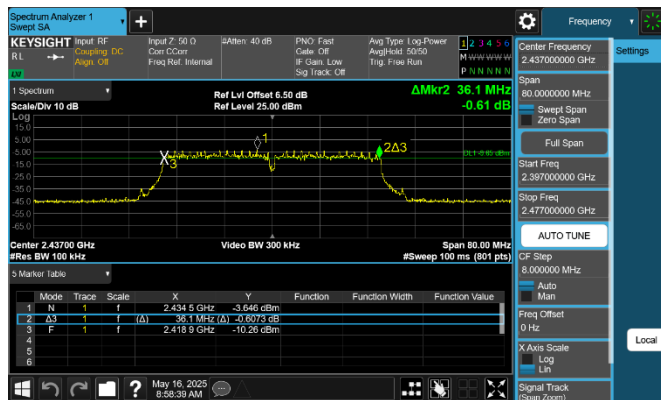 Spectrum Analyzer 1
Swept SA
Frequency
KEYSIGHT Input: RF Input Z: 50 Ω #Atten: 40 dB PNO: Fast Avg Type: Log-Power 1 2 3 4 5 6
RL Coupling: DC Corr CCorr Gate: Off Avg|Hold: 50/50 M W W W W W
Align: Off Freq Ref: Internal IF Gain: Low Trig: Free Run
Sig Track: Off P N N N N N
LXI
1 Spectrum
Scale/Div 10 dB
Ref Lvl Offset 6.50 dB
Ref Level 25.00 dBm
ΔMkr2 36.1 MHz
-0.61 dB
Log
15.0
5.00
-5.00
-15.0
-25.0
-35.0
-45.0
-55.0
-65.0
1
2Δ3
X3
DL1 -9.65 dBm
Center 2.43700 GHz Video BW 300 kHz Span 80.00 MHz
#Res BW 100 kHz #Sweep 100 ms (801 pts)
5 Marker Table
Mode Trace Scale X Y Function Function Width Function Value
1 N 1 f 2.434 5 GHz -3.646 dBm
2 Δ3 1 f (Δ) 36.1 MHz (Δ) -0.6073 dB
3 F 1 f 2.418 9 GHz -10.26 dBm
4
5
6
? May 16, 2025
8:58:39 AM
Center Frequency
2.437000000 GHz
Settings
Span
80.0000000 MHz
Swept Span
Zero Span
Full Span
Start Freq
2.397000000 GHz
Stop Freq
2.477000000 GHz
AUTO TUNE
CF Step
8.000000 MHz
Auto
Man
Freq Offset
0 Hz
Local
X Axis Scale
Log
Lin
Signal Track
(Span Zoom)